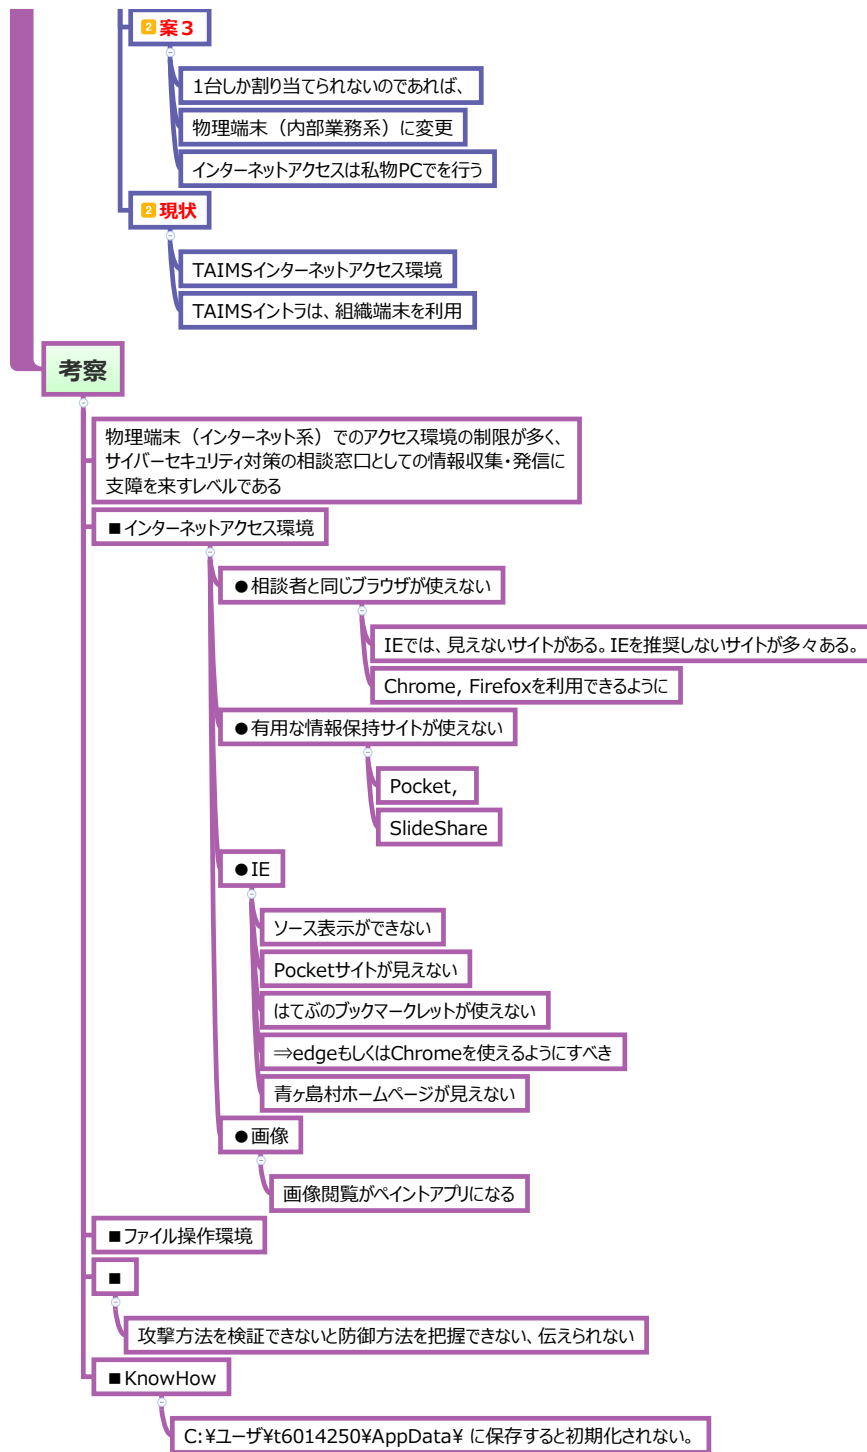 2 案３
1台しか割り当てられないのであれば、
物理端末（内部業務系）に変更
インターネットアクセスは私物PCでを行う
2 現状
TAIMSインターネットアクセス環境
TAIMSイントラは、組織端末を利用
考察
物理端末（インターネット系）でのアクセス環境の制限が多く、
サイバーセキュリティ対策の相談窓口としての情報収集・発信に
支障を来すレベルである
■インターネットアクセス環境
●相談者と同じブラウザが使えない
IEでは、見えないサイトがある。IEを推奨しないサイトが多々ある。
Chrome, Firefoxを利用できるように
●有用な情報保持サイトが使えない
Pocket,
SlideShare
●IE
ソース表示ができない
Pocketサイトが見えない
はてぶのブックマークレットが使えない
⇒edgeもしくはChromeを使えるようにすべき
青ヶ島村ホームページが見えない
●画像
画像閲覧がペイントアプリになる
■ファイル操作環境
■
攻撃方法を検証できないと防御方法を把握できない、伝えられない
■KnowHow
C:¥ユーザ¥t6014250¥AppData¥ に保存すると初期化されない。